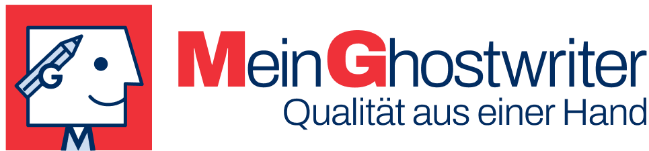 G
M
MeinGhostwriter
Qualität aus einer Hand